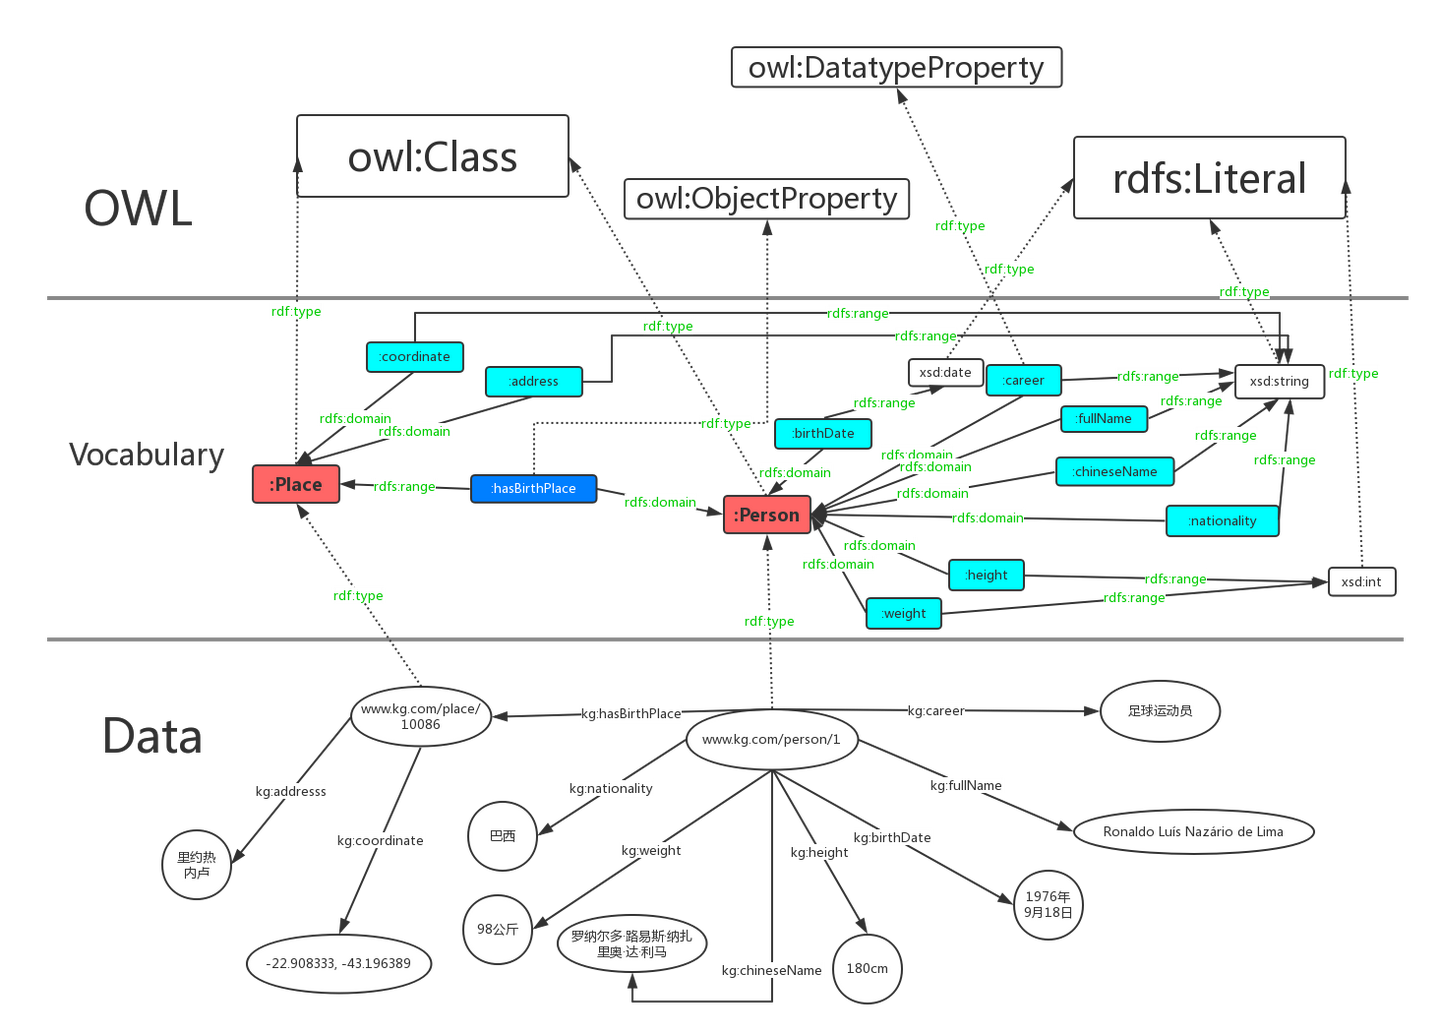 owl:DatatypeProperty
owl:Class
rdfs:Literal
owl:ObjectProperty
OWL
rdf:type
rdf:type
rdf:type
rdf:type
rdfs:range
rdf:type
rdfs:range
:coordinate
:address
xsd:date
:career
rdfs:range
rdf:type
xsd:string
rdfs:range
rdfs:range
rdfs:domain
rdfs:domain
rdf:type
:birthDate
:fullName
rdfs:range
Vocabulary
rdfs:domain
rdfs:domain
rdfs:domain
:chineseName
rdfs:range
:Place
rdfs:range
:hasBirthPlace
rdfs:domain
rdfs:domain
:Person
rdfs:domain
:nationality
rdfs:domain
rdfs:domain
:height
rdfs:range
xsd:int
rdf:type
rdfs:range
:weight
rdf:type
www.kg.com/place/
10086
kg:hasBirthPlace
kg:career
足球运动员
Data
www.kg.com/person/1
kg:addresss
kg:nationality
kg:fullName
kg:coordinate
巴西
kg:weight
kg:height
kg:birthDate
Ronaldo Luís Nazário de Lima
里约热
内卢
1976年
9月18日
98公斤
罗纳尔多·路易斯·纳扎
里奥·达·利马
-22.908333, -43.196389
kg:chineseName
180cm